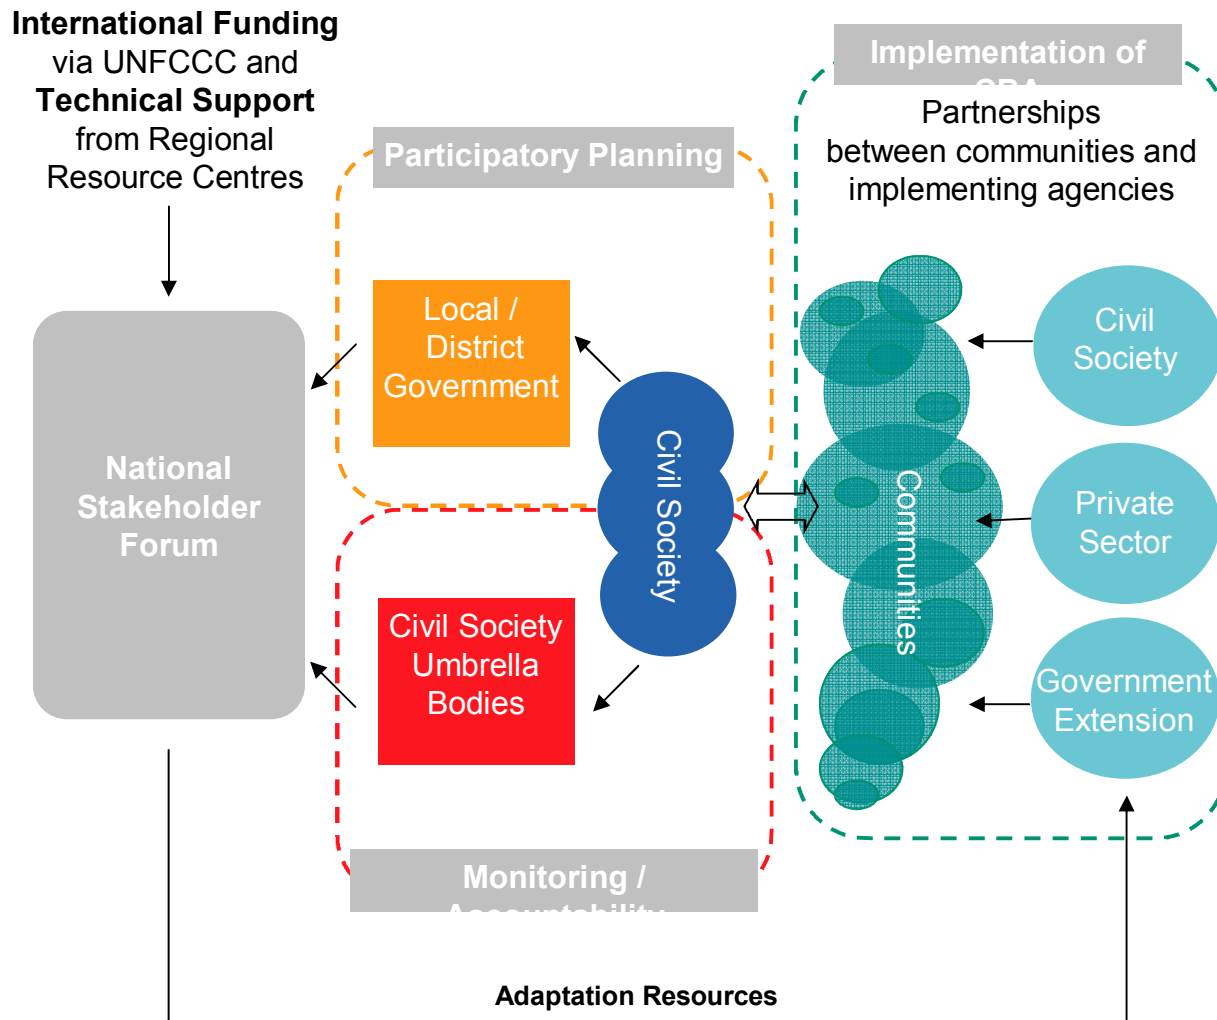 International Funding
via UNFCCC and
Technical Support
from Regional
Resource Centres
Participatory Planning
Implementation of
CBA
Partnerships
between communities and
implementing agencies
Local /
District
Government
Civil Society
Civil
Society
National
Stakeholder
Forum
Communities
Private
Sector
Civil Society
Umbrella
Bodies
Government
Extension
Monitoring /
Accountability
Adaptation Resources